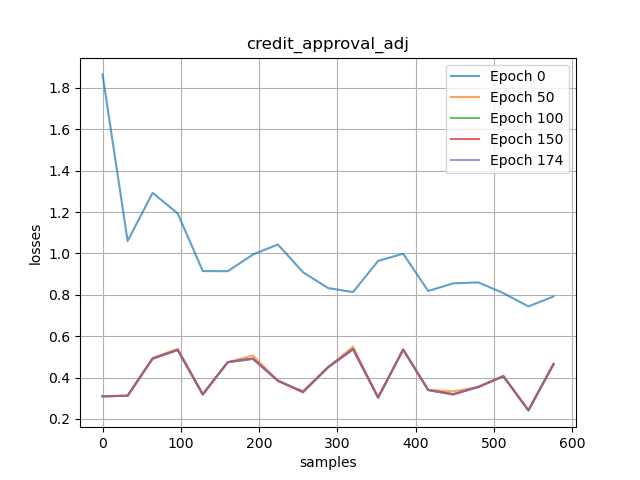 credit_approval_adj
losses
1.8
1.6
1.4
1.2
1.0
0.8
0.6
0.4
0.2
Epoch 0
Epoch 50
Epoch 100
Epoch 150
Epoch 174
0 100 200 300 400 500 600
samples